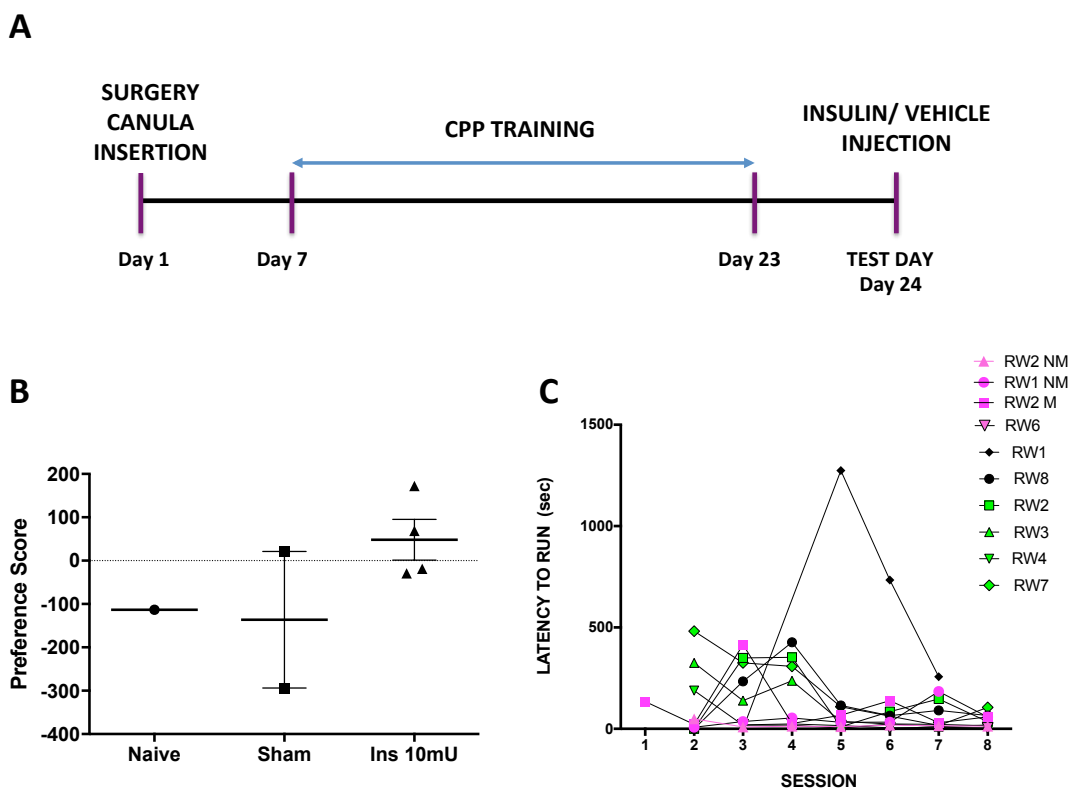 A
SURGERY
CANULA
INSERTION
CPP TRAINING
INSULIN/ VEHICLE
INJECTION
Day 1
Day 7
Day 23
TEST DAY
Day 24
B
Preference Score
200
100
0
-100
-200
-300
-400
Naive
Sham
Ins 10mU
C
LATENCY TO RUN (sec)
1500
1000
500
0
1
2
3
4
5
6
7
8
SESSION
RW2 NM
RW1 NM
RW2 M
RW6
RW1
RW8
RW2
RW3
RW4
RW7